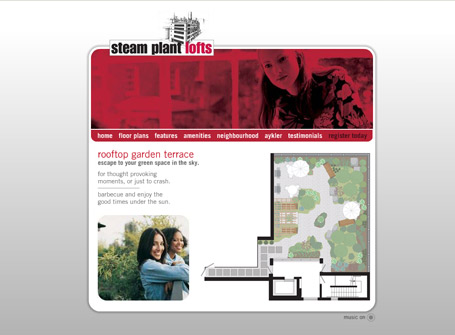 steam plant lofts
home floor plans features amenities neighbourhood aykler testimonials register today
rooftop garden terrace
escape to your green space in the sky.
for thought provoking
moments, or just to crash.
barbecue and enjoy the
good times under the sun.
music on